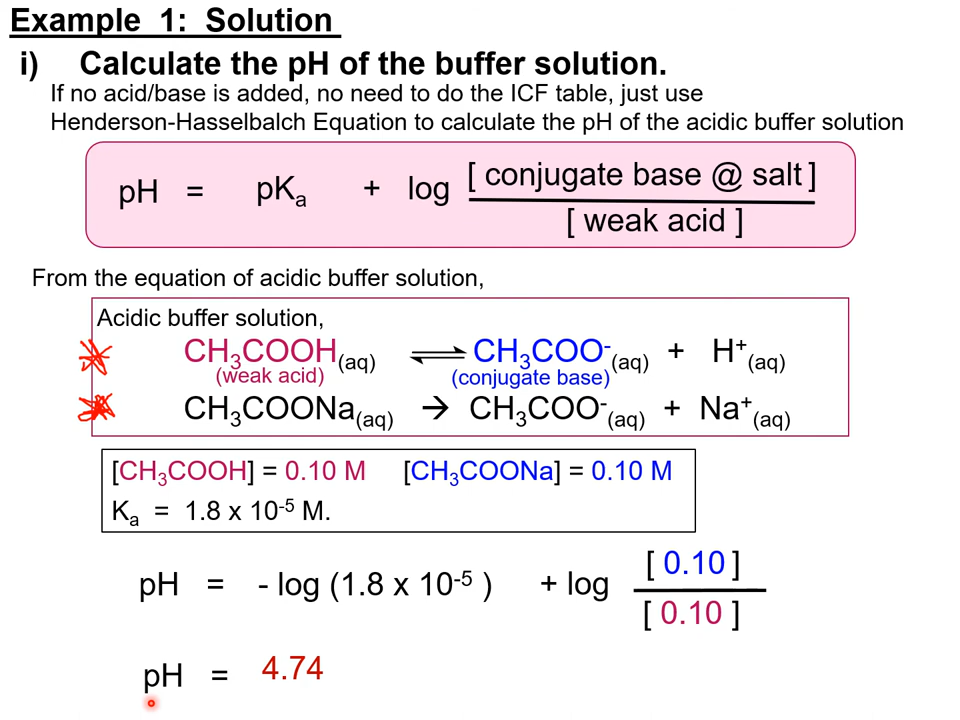 Example 1: Solution
i) Calculate the pH of the buffer solution.
If no acid/base is added, no need to do the ICF table, just use
Henderson-Hasselbalch Equation to calculate the pH of the acidic buffer solution
pH = pKₐ + log [ conjugate base @ salt ]
[ weak acid ]
From the equation of acidic buffer solution,
Acidic buffer solution,
CH₃COOH(aq) ⇌ CH₃COO⁻(aq) + H⁺(aq)
(weak acid) (conjugate base)
CH₃COONa(aq) → CH₃COO⁻(aq) + Na⁺(aq)
[CH₃COOH] = 0.10 M [CH₃COONa] = 0.10 M
Kₐ = 1.8 x 10⁻⁵ M.
pH = - log (1.8 x 10⁻⁵ ) + log [ 0.10 ]
[ 0.10 ]
pH = 4.74